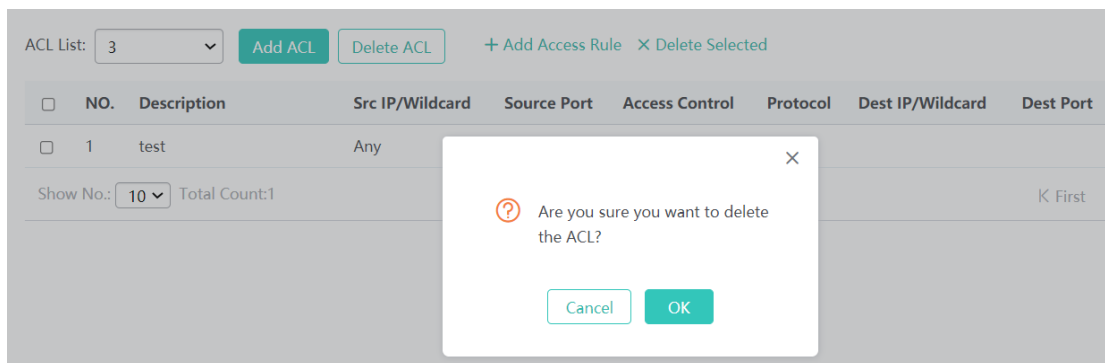 ACL List: 3 Add ACL Delete ACL + Add Access Rule × Delete Selected
NO. Description Src IP/Wildcard Source Port Access Control Protocol Dest IP/Wildcard Dest Port
1 test Any
Show No.: 10 Total Count:1 K First
Are you sure you want to delete
the ACL?
Cancel OK